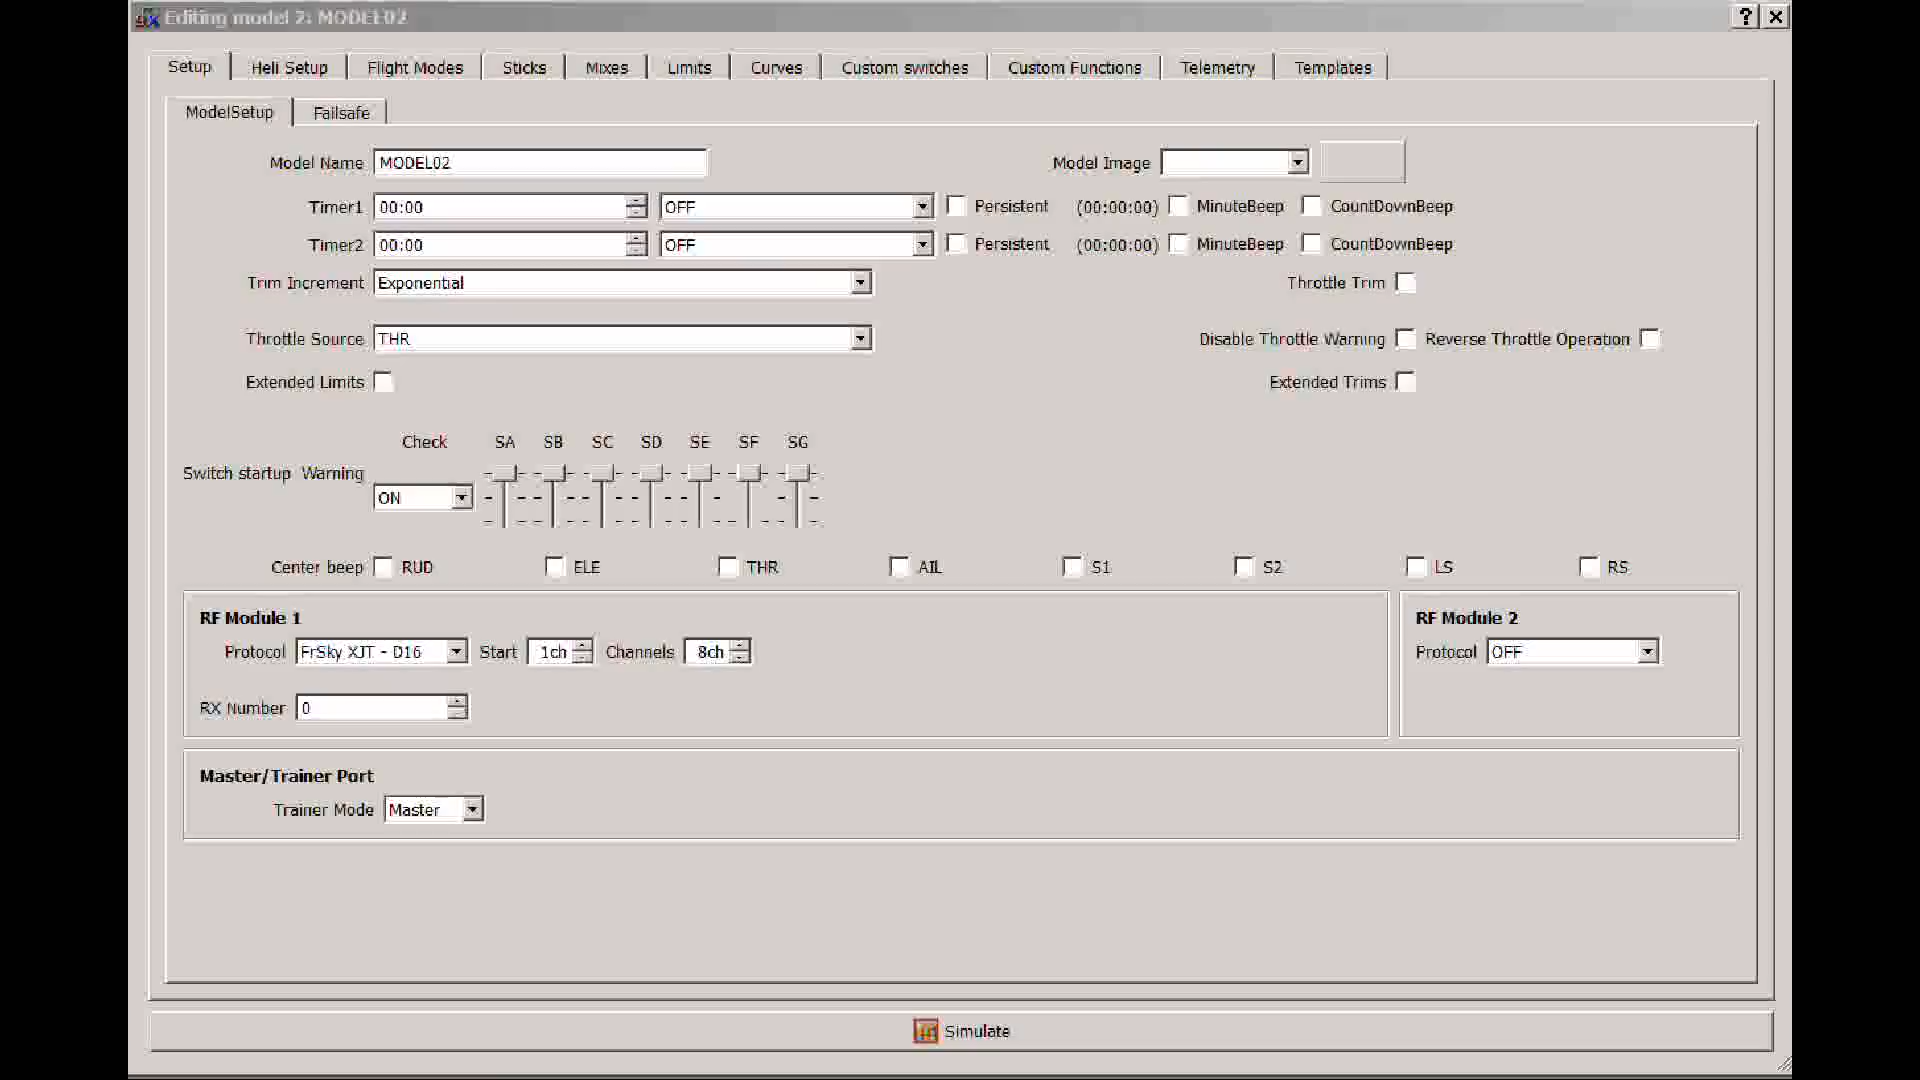 Editing model 2: MODEL02
Setup Heli Setup Flight Modes Sticks Mixes Limits Curves Custom switches Custom Functions Telemetry Templates
ModelSetup Failsafe
Model Name MODEL02 Model Image
Timer1 00:00 OFF Persistent (00:00:00) MinuteBeep CountDownBeep
Timer2 00:00 OFF Persistent (00:00:00) MinuteBeep CountDownBeep
Trim Increment Exponential Throttle Trim
Throttle Source THR Disable Throttle Warning Reverse Throttle Operation
Extended Limits Extended Trims
Check SA SB SC SD SE SF SG
Switch startup Warning
ON
Center beep RUD ELE THR AIL S1 S2 LS RS
RF Module 1 RF Module 2
Protocol FrSky XJT - D16 Start 1ch Channels 8ch Protocol OFF
RX Number 0
Master/Trainer Port
Trainer Mode Master
Simulate